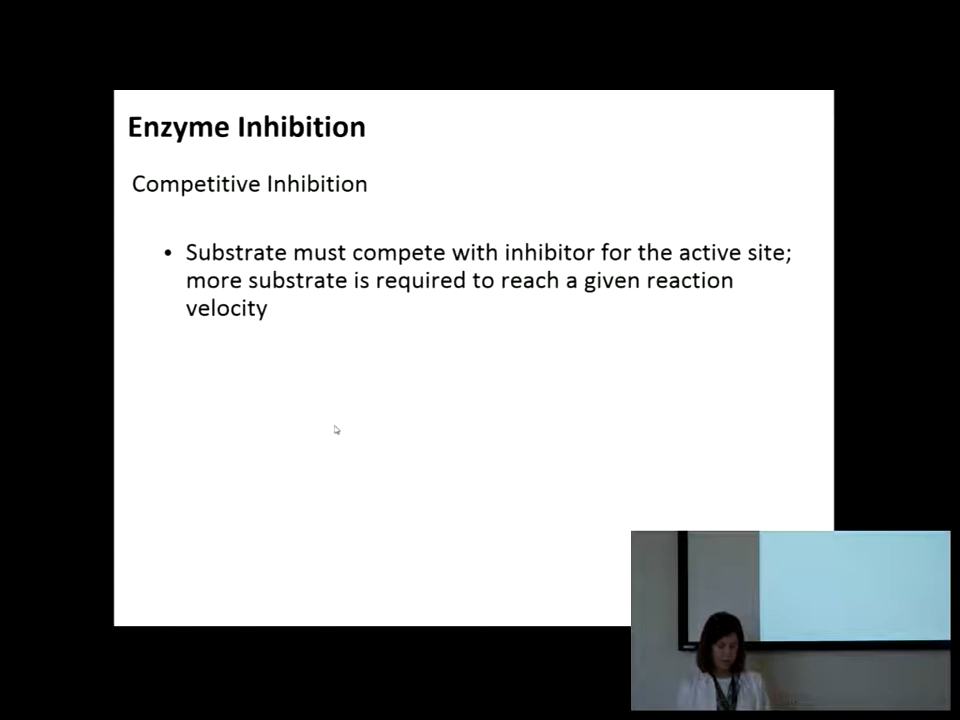 Enzyme Inhibition
Competitive Inhibition
• Substrate must compete with inhibitor for the active site;
more substrate is required to reach a given reaction
velocity